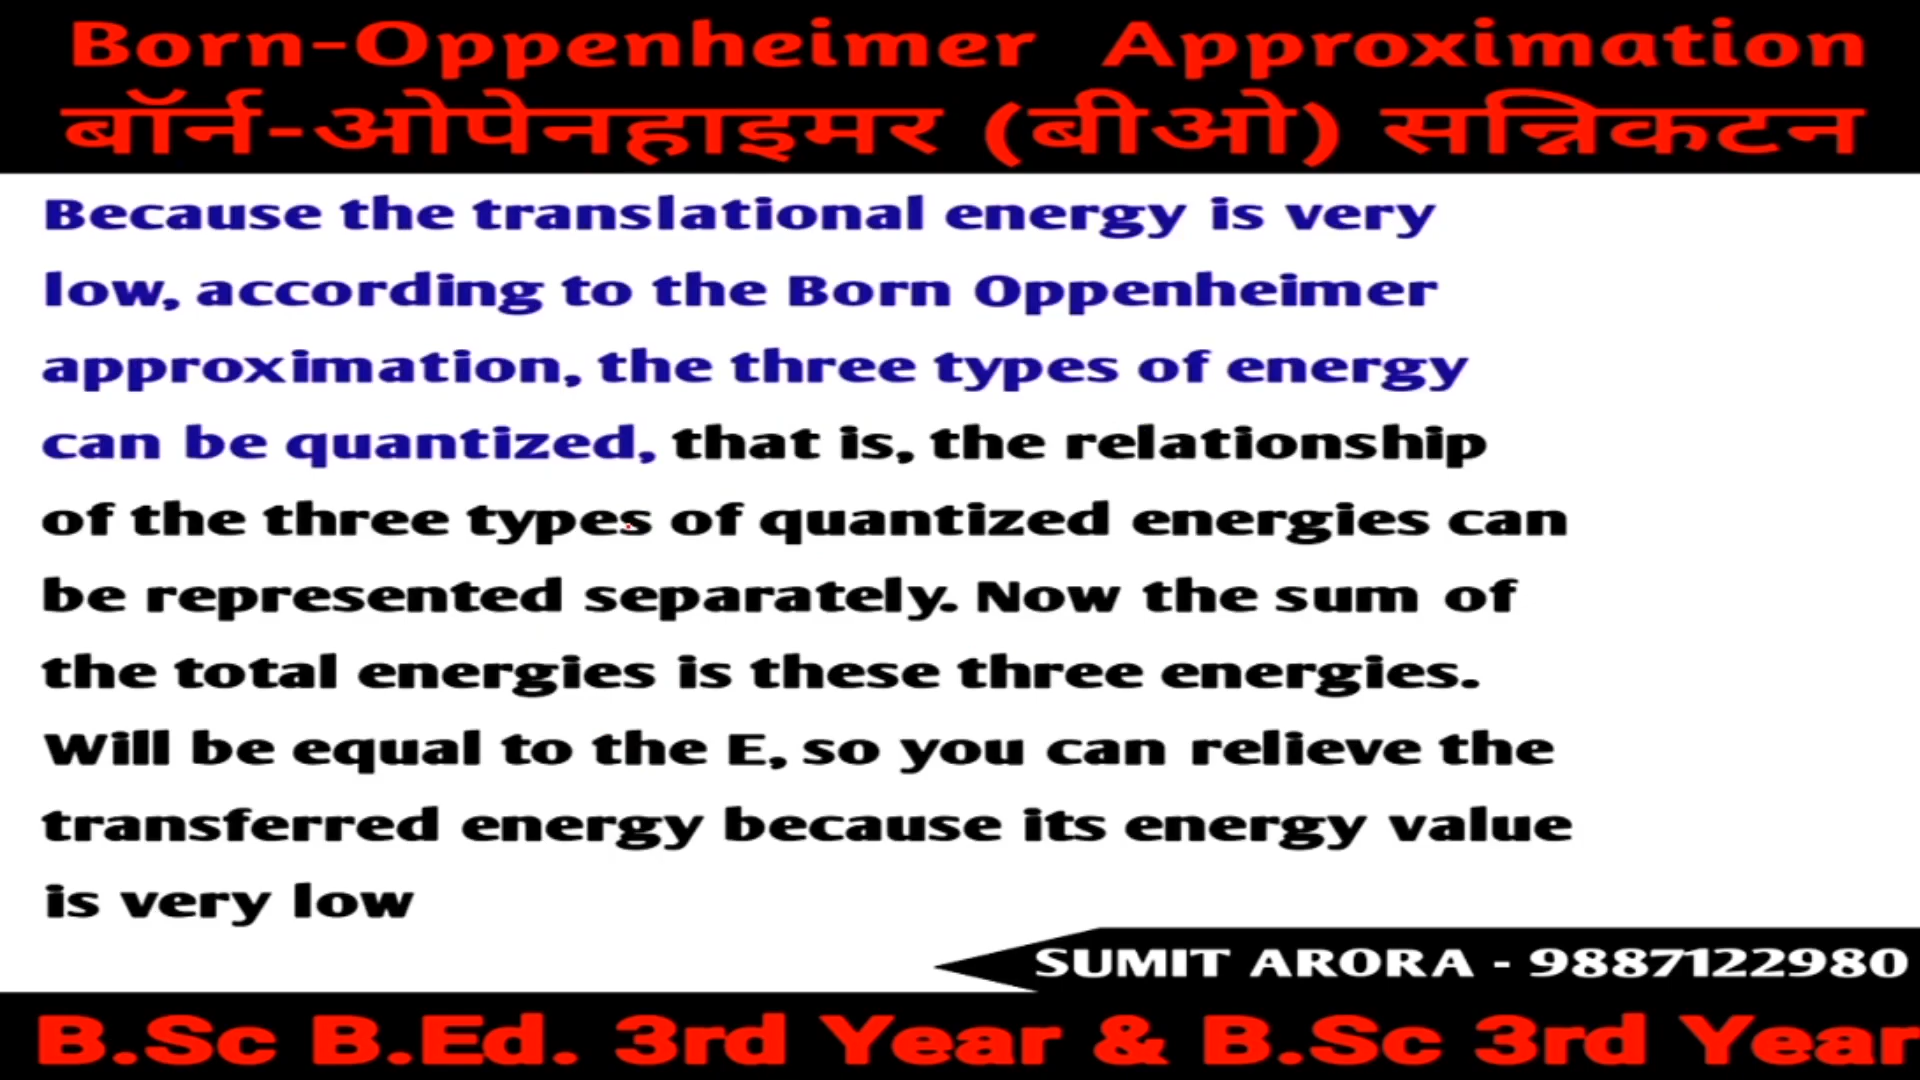 Born-Oppenheimer Approximation
बॉर्न-ओपेनहाइमर (बीओ) सन्निकटन
Because the translational energy is very
low, according to the Born Oppenheimer
approximation, the three types of energy
can be quantized, that is, the relationship
of the three types of quantized energies can
be represented separately. Now the sum of
the total energies is these three energies.
Will be equal to the E, so you can relieve the
transferred energy because its energy value
is very low
SUMIT ARORA - 9887122980
B.Sc B.Ed. 3rd Year & B.Sc 3rd Year